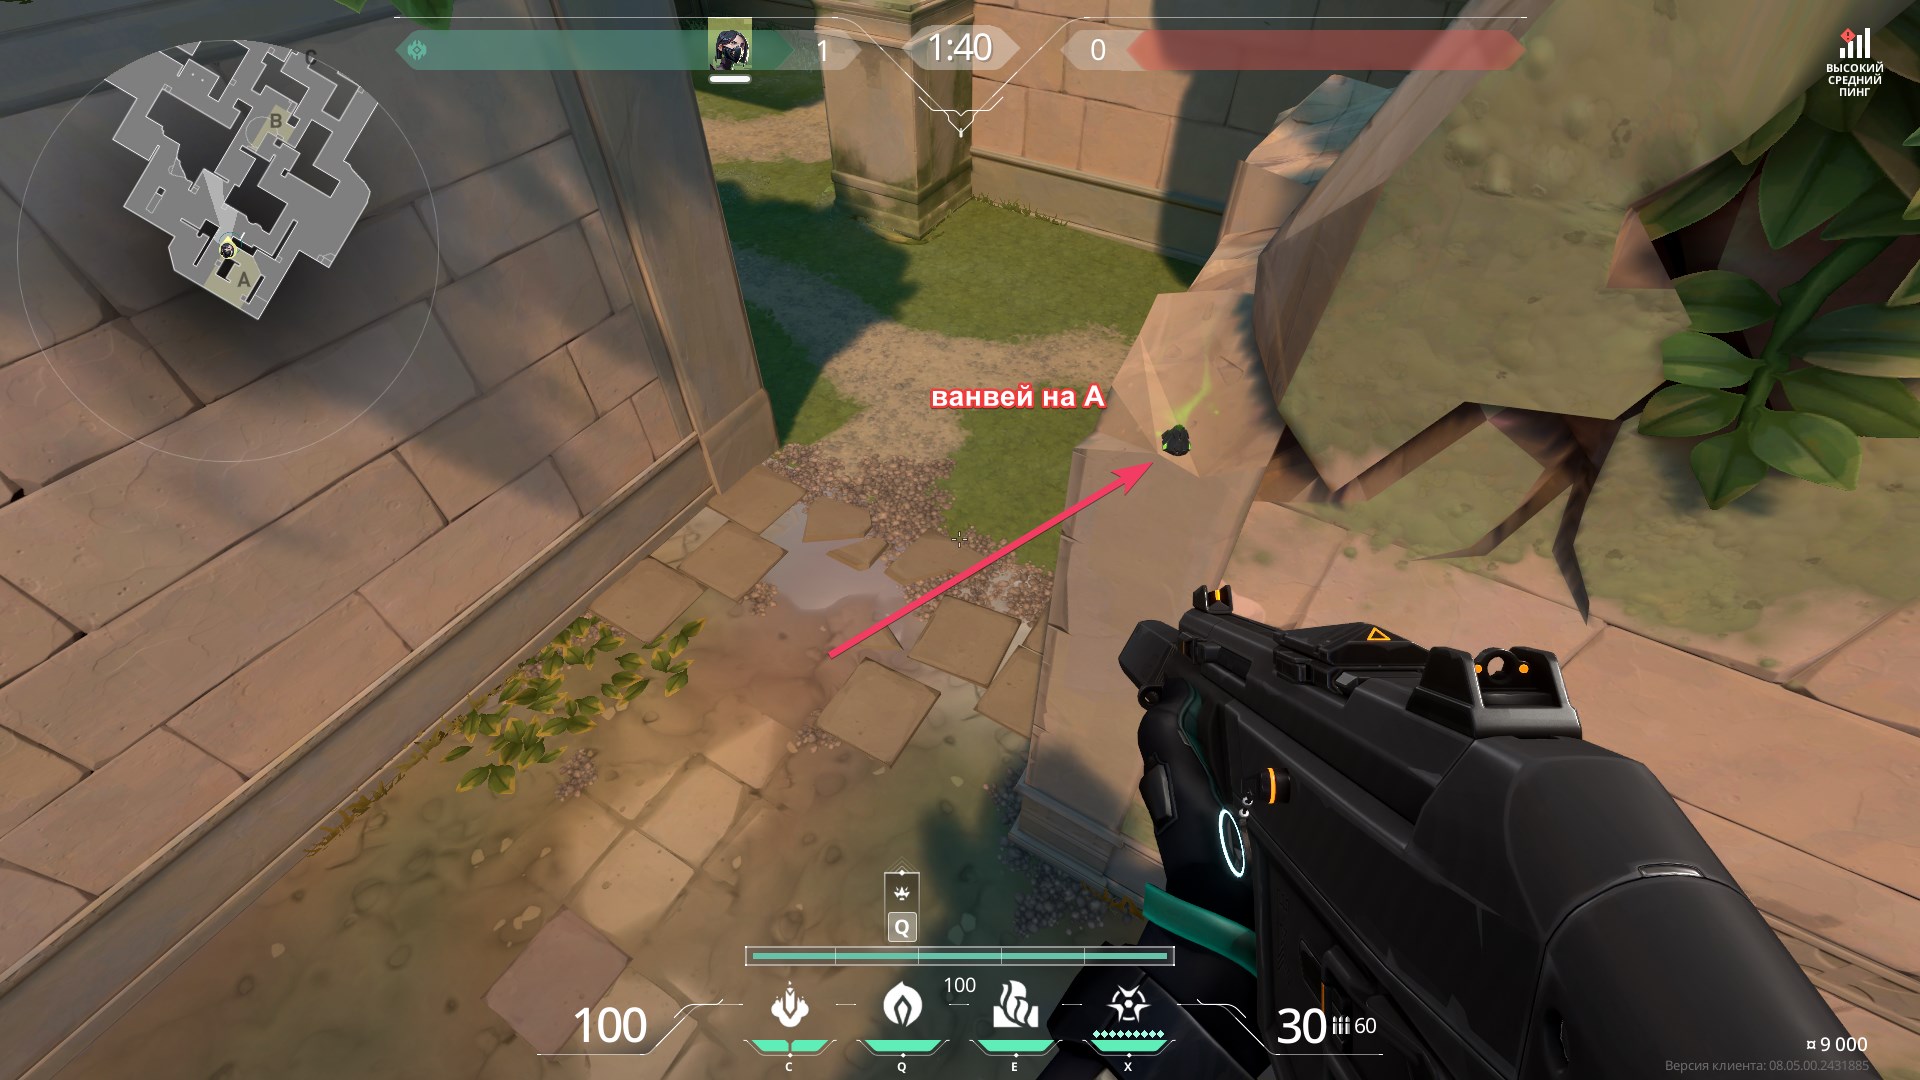 C
B
A
1
1:40
0
ВЫСОКИЙ
СРЕДНИЙ
ПИНГ
ванвей на A
Q
100
100
30
60
C
Q
E
X
¤ 9 000
Версия клиента: 08.05.00.2431885